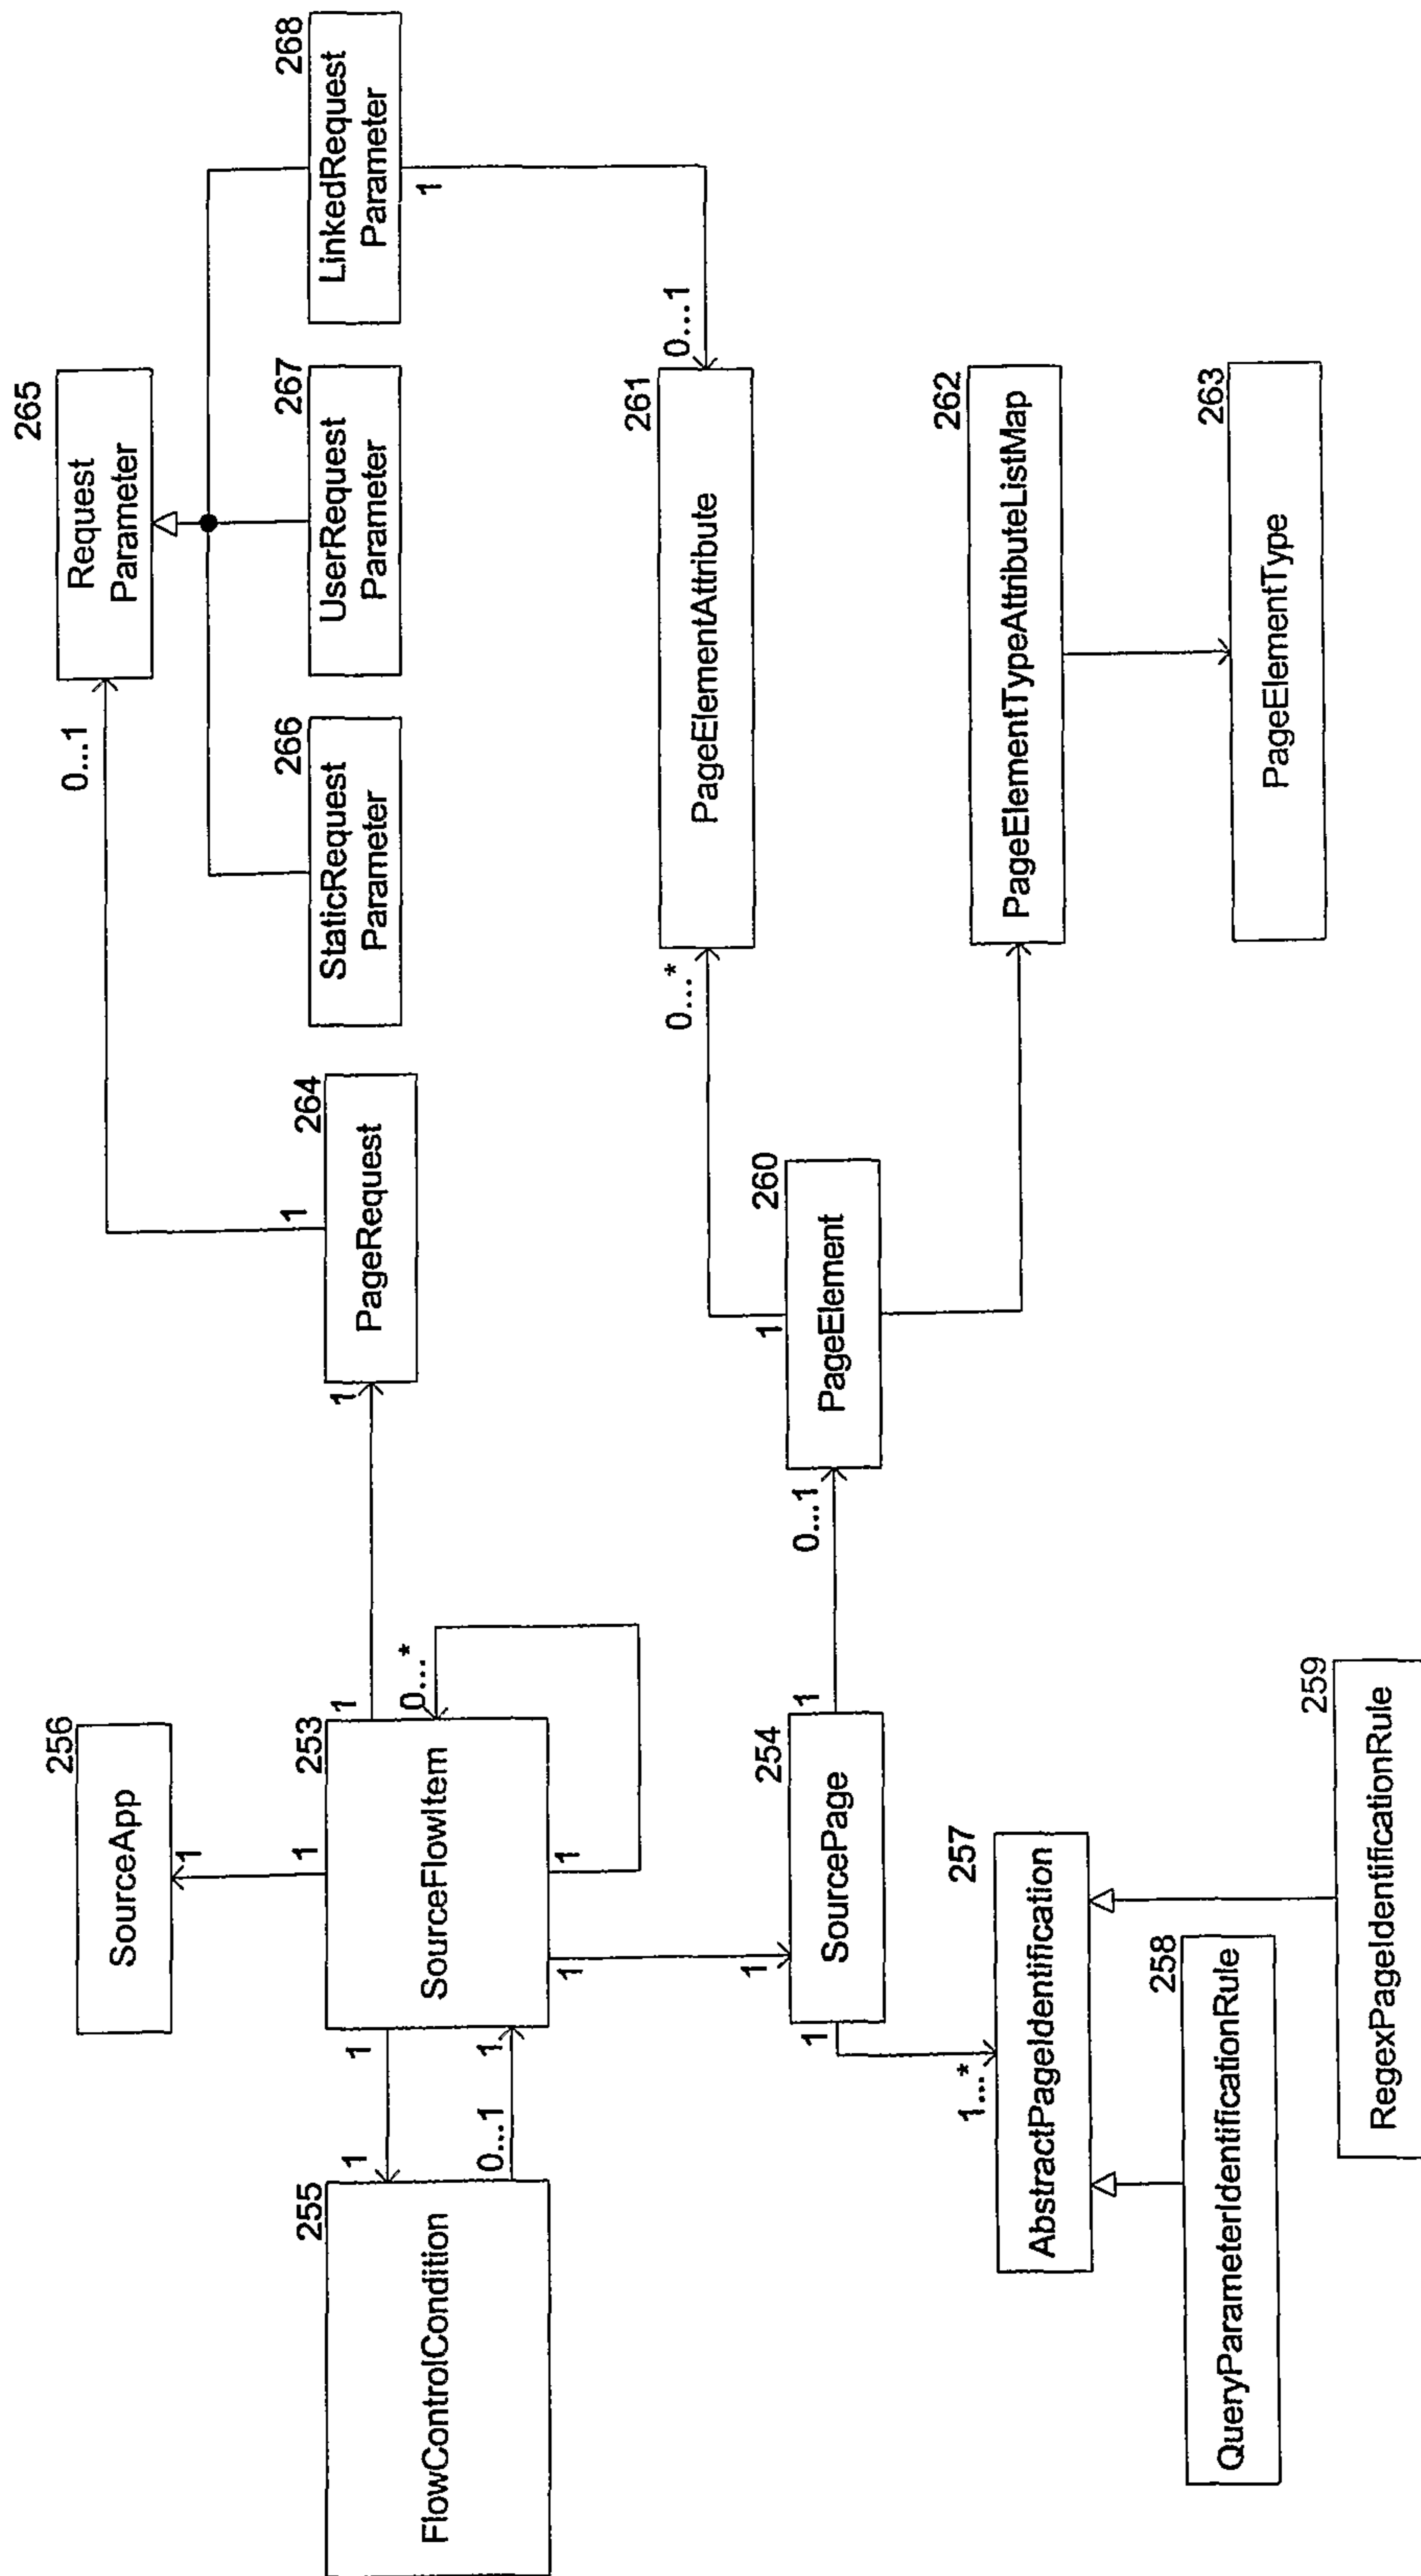 265
Request
Parameter
268
LinkedRequest
Parameter
267
UserRequest
Parameter
266
StaticRequest
Parameter
0...1
1
264
PageRequest
1
1
256
SourceApp
1
1
253
SourceFlowItem
0...*
1
1
1
1
0...1
255
FlowControlCondition
1
1
254
SourcePage
1
0...1
1
1...*
257
AbstractPageIdentification
258
QueryParameterIdentificationRule
259
RegexPageIdentificationRule
260
PageElement
1
0...*
261
PageElementAttribute
0...1
1
262
PageElementTypeAttributeListMap
263
PageElementType